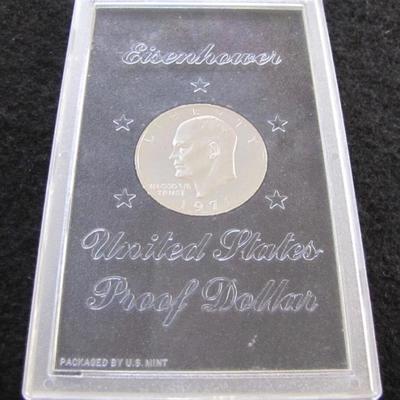 Eisenhower
LIBERTY
IN GOD WE
TRUST
1971
United States
Proof Dollar
PACKAGED BY U.S. MINT